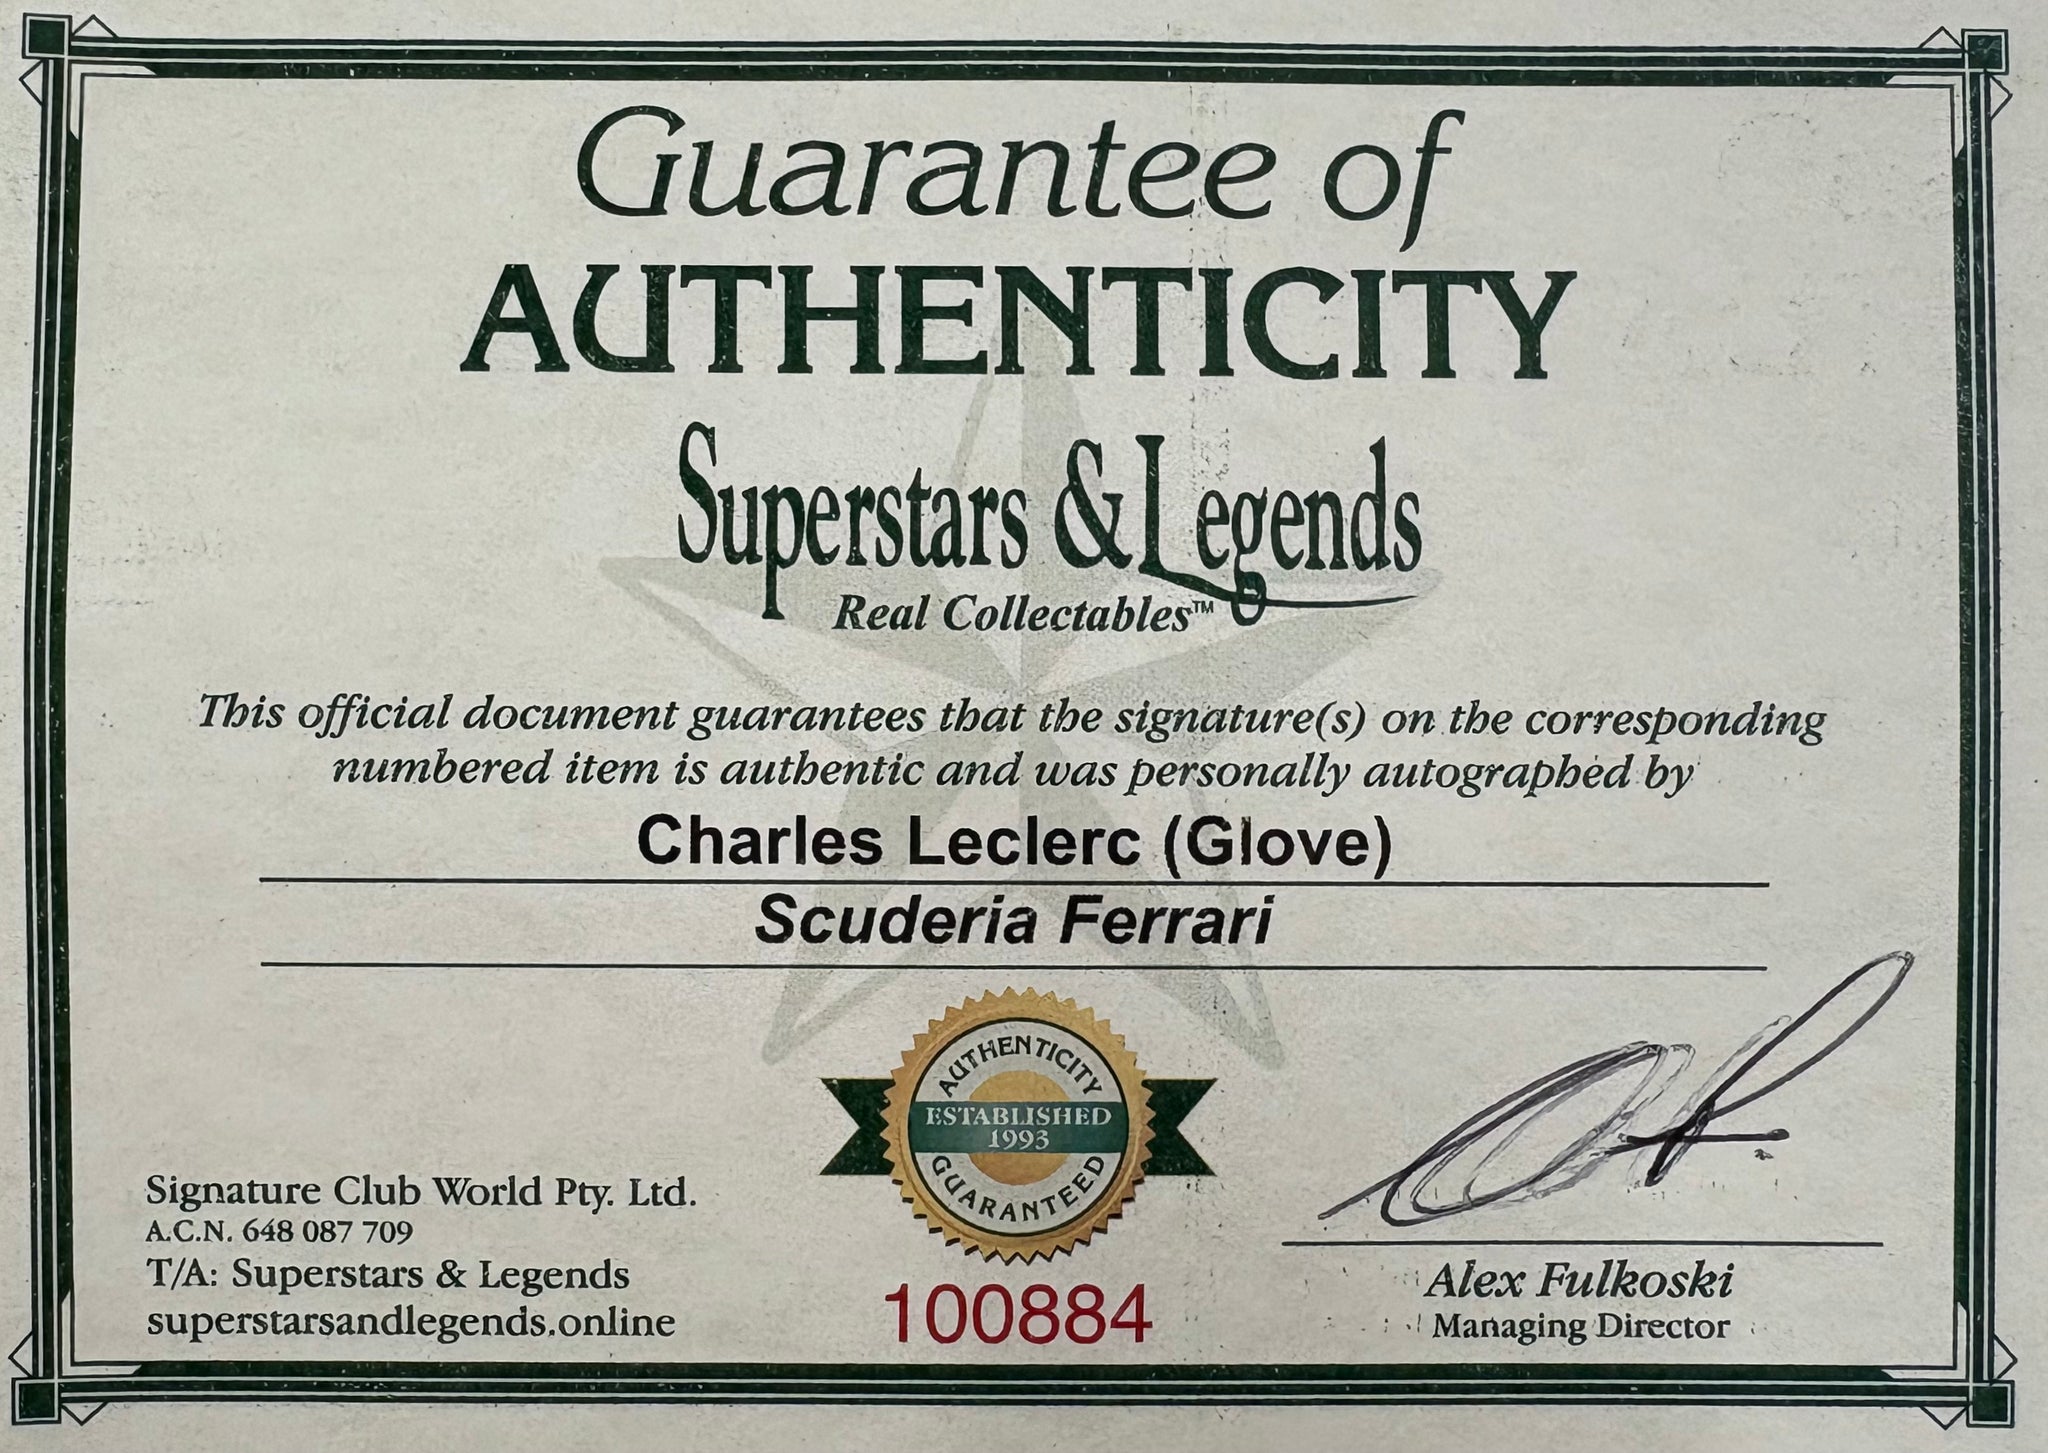 Guarantee of
AUTHENTICITY
Superstars & Legends
Real Collectables™
This official document guarantees that the signature(s) on the corresponding
numbered item is authentic and was personally autographed by
Charles Leclerc (Glove)
Scuderia Ferrari
AUTHENTICITY
ESTABLISHED
1993
GUARANTEED
Signature Club World Pty. Ltd.
A.C.N. 648 087 709
T/A: Superstars & Legends
superstarsandlegends.online
100884
Alex Fulkoski
Managing Director